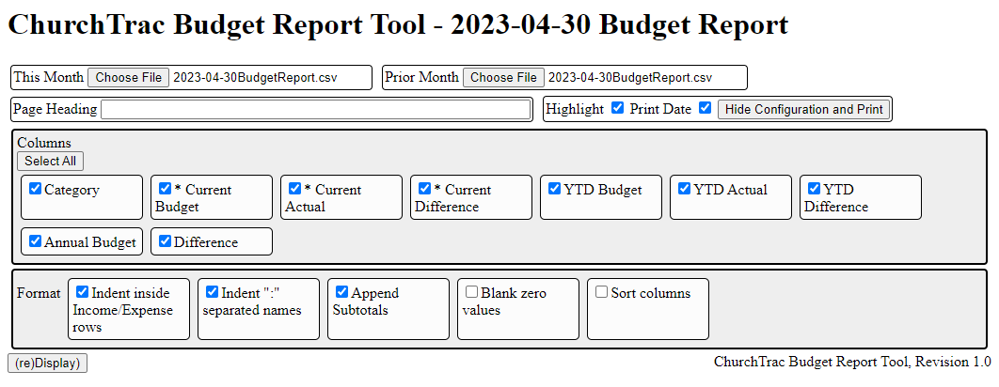 ChurchTrac Budget Report Tool - 2023-04-30 Budget Report
This Month Choose File 2023-04-30BudgetReport.csv Prior Month Choose File 2023-04-30BudgetReport.csv
Page Heading Highlight Print Date Hide Configuration and Print
Columns
Select All
Category
* Current
Budget
* Current
Actual
* Current
Difference
YTD Budget
YTD Actual
YTD
Difference
Annual Budget
Difference
Format
Indent inside
Income/Expense
rows
Indent ":"
separated names
Append
Subtotals
Blank zero
values
Sort columns
(re)Display)
ChurchTrac Budget Report Tool, Revision 1.0